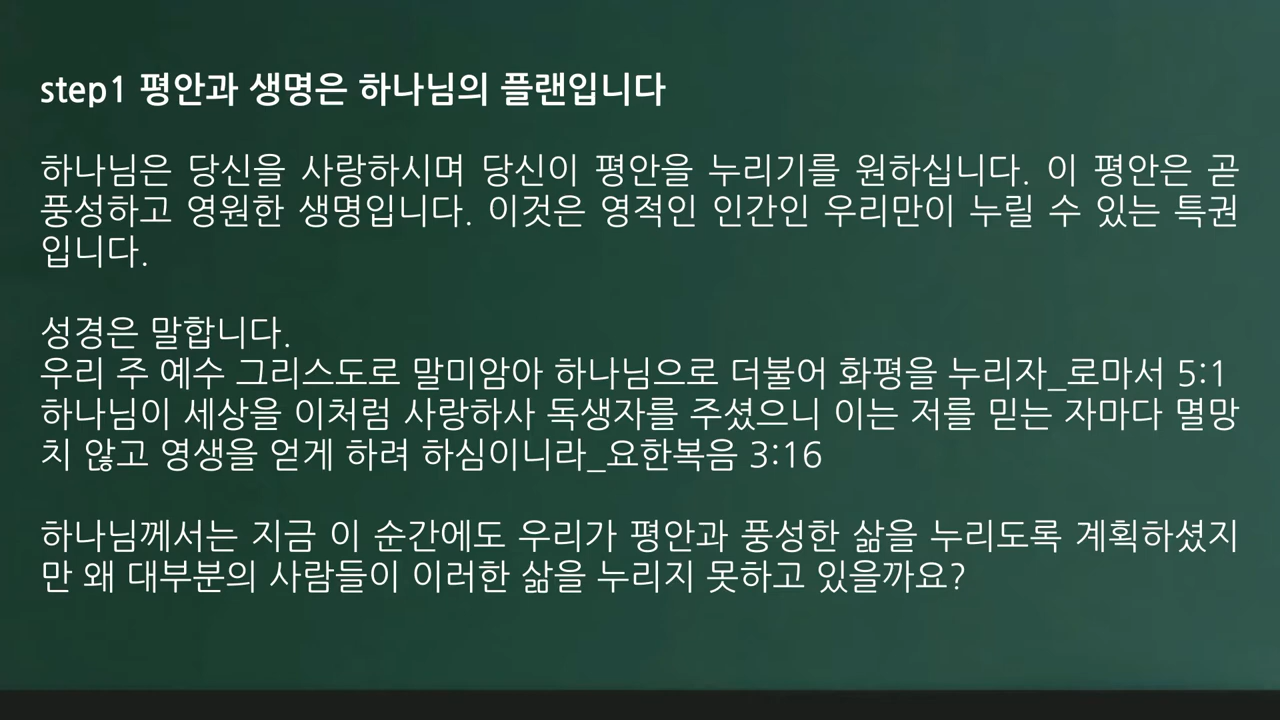 step1 평안과 생명은 하나님의 플랜입니다
하나님은 당신을 사랑하시며 당신이 평안을 누리기를 원하십니다. 이 평안은 곧
풍성하고 영원한 생명입니다. 이것은 영적인 인간인 우리만이 누릴 수 있는 특권
입니다.
성경은 말합니다.
우리 주 예수 그리스도로 말미암아 하나님으로 더불어 화평을 누리자_로마서 5:1
하나님이 세상을 이처럼 사랑하사 독생자를 주셨으니 이는 저를 믿는 자마다 멸망
치 않고 영생을 얻게 하려 하심이니라_요한복음 3:16
하나님께서는 지금 이 순간에도 우리가 평안과 풍성한 삶을 누리도록 계획하셨지
만 왜 대부분의 사람들이 이러한 삶을 누리지 못하고 있을까요?